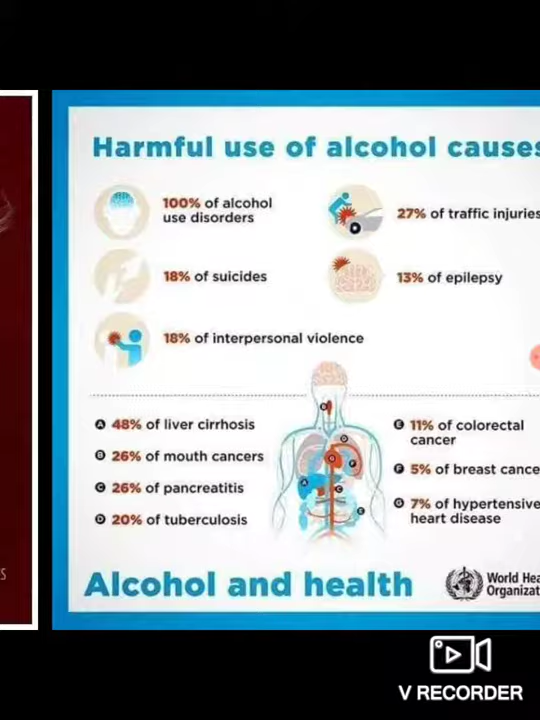 Harmful use of alcohol causes
100% of alcohol
use disorders
27% of traffic injuries
18% of suicides
13% of epilepsy
18% of interpersonal violence
A 48% of liver cirrhosis
B 26% of mouth cancers
C 26% of pancreatitis
D 20% of tuberculosis
E 11% of colorectal
cancer
F 5% of breast cance
G 7% of hypertensive
heart disease
Alcohol and health
World Hea
Organizat
S
V RECORDER